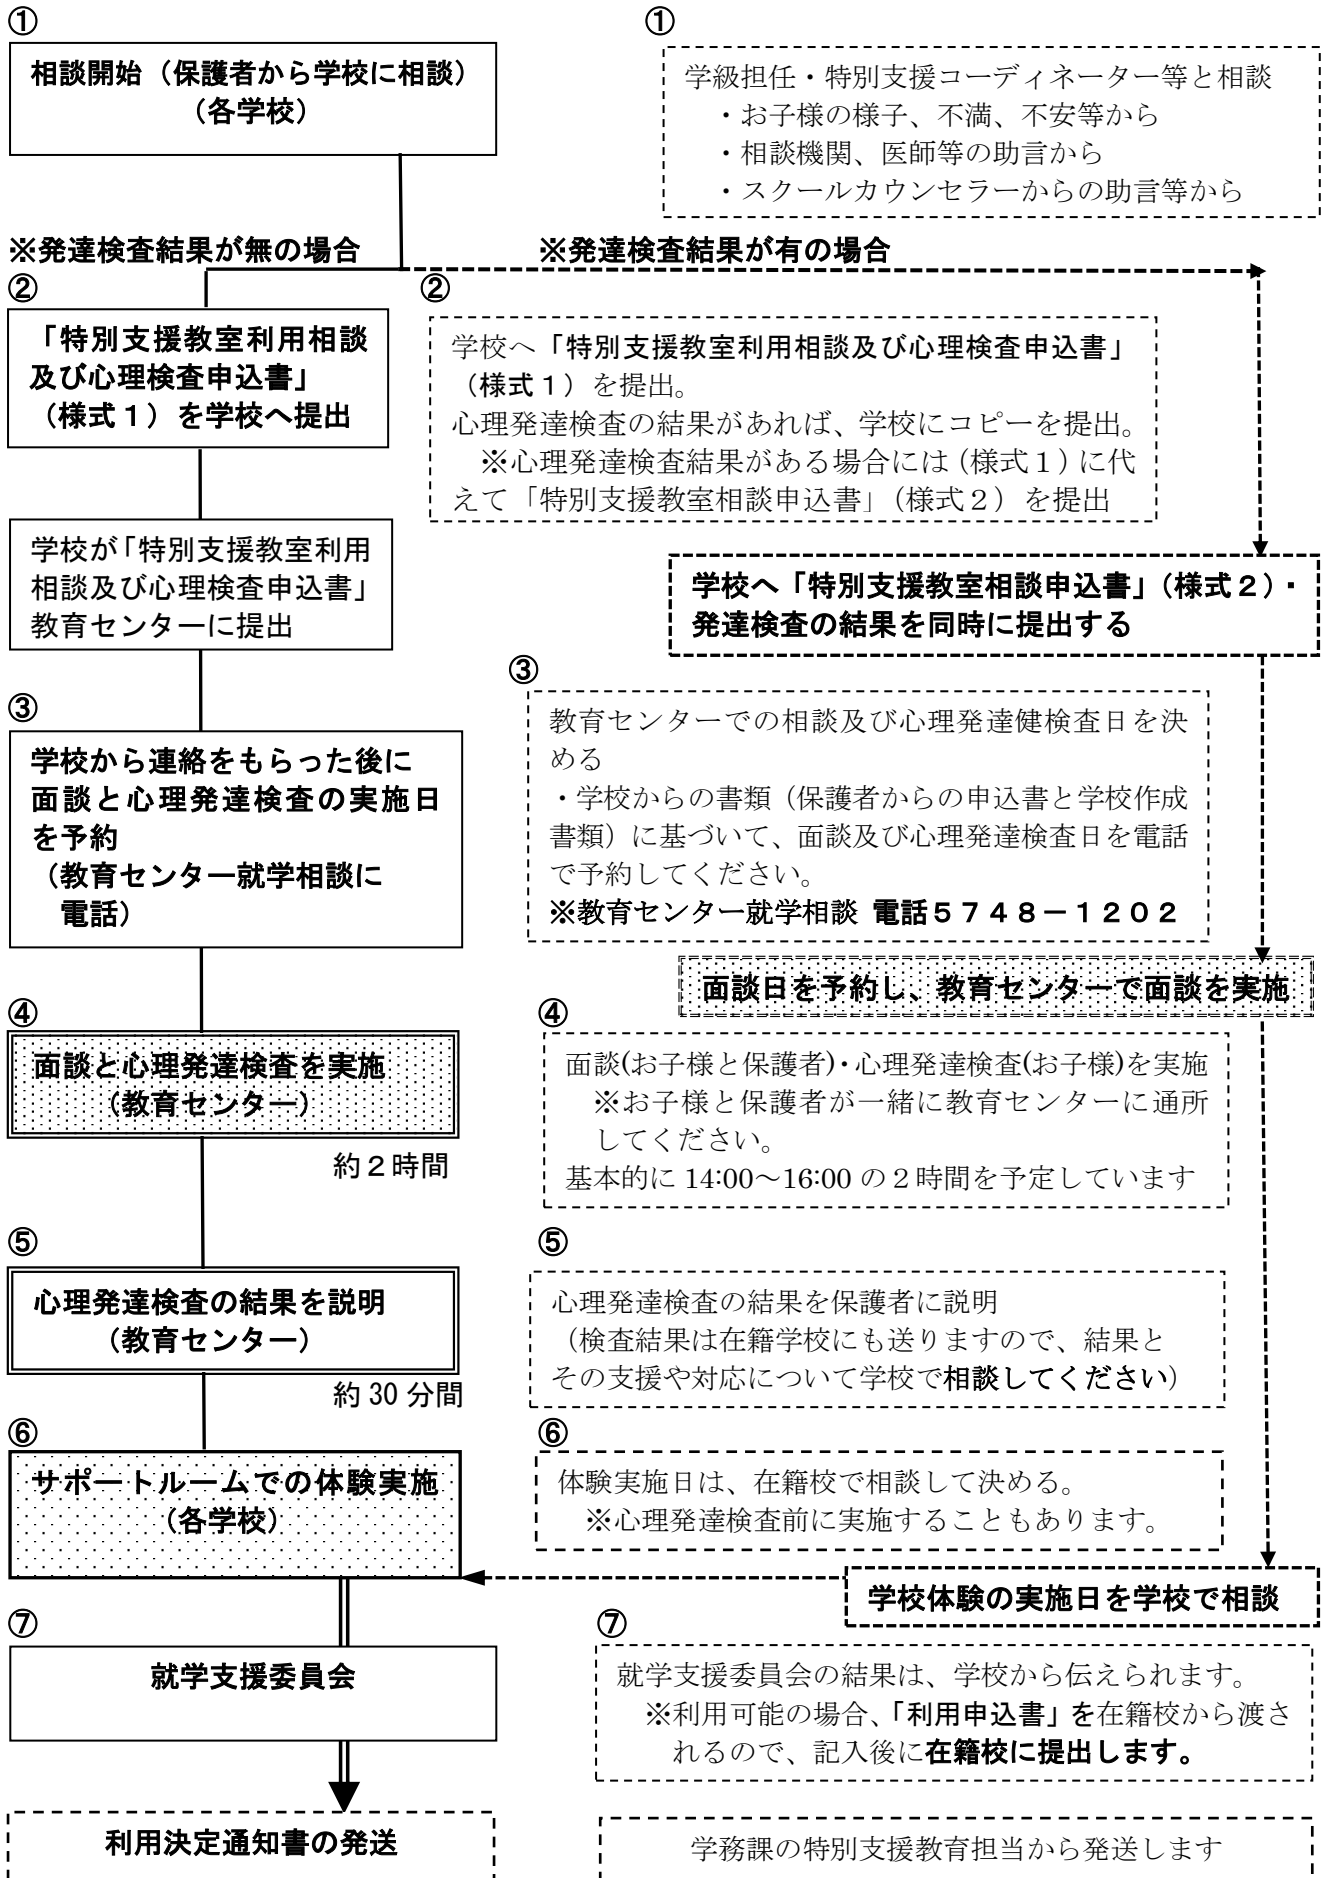 ①
相談開始（保護者から学校に相談）
（各学校）
①
学級担任・特別支援コーディネーター等と相談
・お子様の様子、不満、不安等から
・相談機関、医師等の助言から
・スクールカウンセラーからの助言等から
※発達検査結果が無の場合
※発達検査結果が有の場合
②
「特別支援教室利用相談
及び心理検査申込書」
（様式１）を学校へ提出
②
学校へ「特別支援教室利用相談及び心理検査申込書」
（様式１）を提出。
心理発達検査の結果があれば、学校にコピーを提出。
※心理発達検査結果がある場合には（様式１）に代
えて「特別支援教室相談申込書」（様式２）を提出
学校が「特別支援教室利用
相談及び心理検査申込書」
教育センターに提出
学校へ「特別支援教室相談申込書」（様式２）・
発達検査の結果を同時に提出する
③
学校から連絡をもらった後に
面談と心理発達検査の実施日
を予約
（教育センター就学相談に
電話）
③
教育センターでの相談及び心理発達健検査日を決
める
・学校からの書類（保護者からの申込書と学校作成
書類）に基づいて、面談及び心理発達検査日を電話
で予約してください。
※教育センター就学相談 電話５７４８－１２０２
面談日を予約し、教育センターで面談を実施
④
面談と心理発達検査を実施
（教育センター）
約２時間
④
面談(お子様と保護者)・心理発達検査(お子様)を実施
※お子様と保護者が一緒に教育センターに通所
してください。
基本的に 14:00～16:00 の２時間を予定しています
⑤
心理発達検査の結果を説明
（教育センター）
約 30 分間
⑤
心理発達検査の結果を保護者に説明
（検査結果は在籍学校にも送りますので、結果と
その支援や対応について学校で相談してください）
⑥
サポートルームでの体験実施
（各学校）
⑥
体験実施日は、在籍校で相談して決める。
※心理発達検査前に実施することもあります。
学校体験の実施日を学校で相談
⑦
就学支援委員会
⑦
就学支援委員会の結果は、学校から伝えられます。
※利用可能の場合、「利用申込書」を在籍校から渡さ
れるので、記入後に在籍校に提出します。
利用決定通知書の発送
学務課の特別支援教育担当から発送します